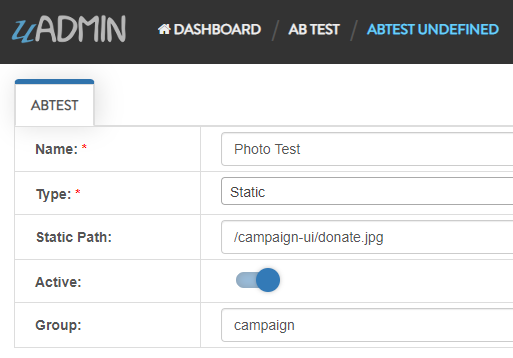 uADMIN DASHBOARD / AB TEST / ABTEST UNDEFINED
ABTEST
Name: * Photo Test
Type: * Static
Static Path: /campaign-ui/donate.jpg
Active:
Group: campaign